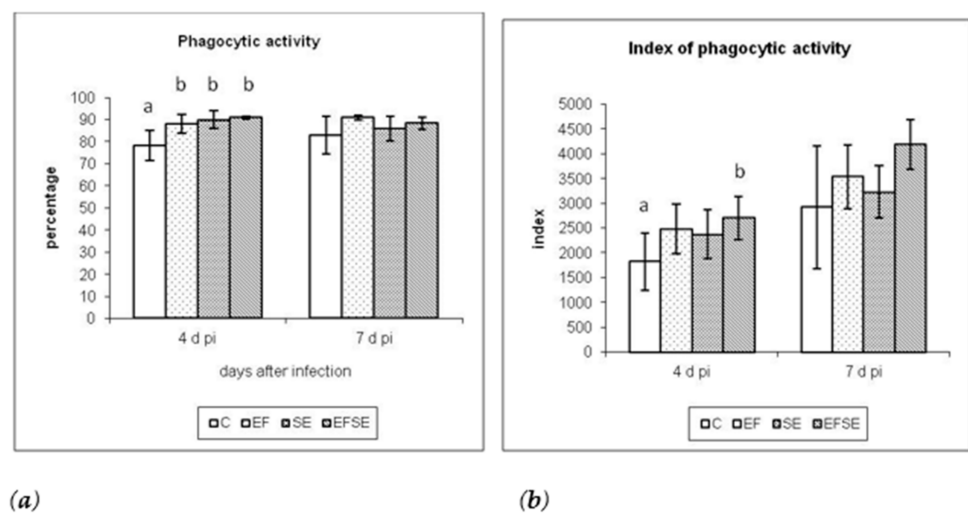 Phagocytic activity
a b b b
percentage
100
90
80
70
60
50
40
30
20
10
0
4 d pi 7 d pi
days after infection
C EF SE EFSE
(a)
Index of phagocytic activity
a b
index
5000
4500
4000
3500
3000
2500
2000
1500
1000
500
0
4 d pi 7 d pi
C EF SE EFSE
(b)